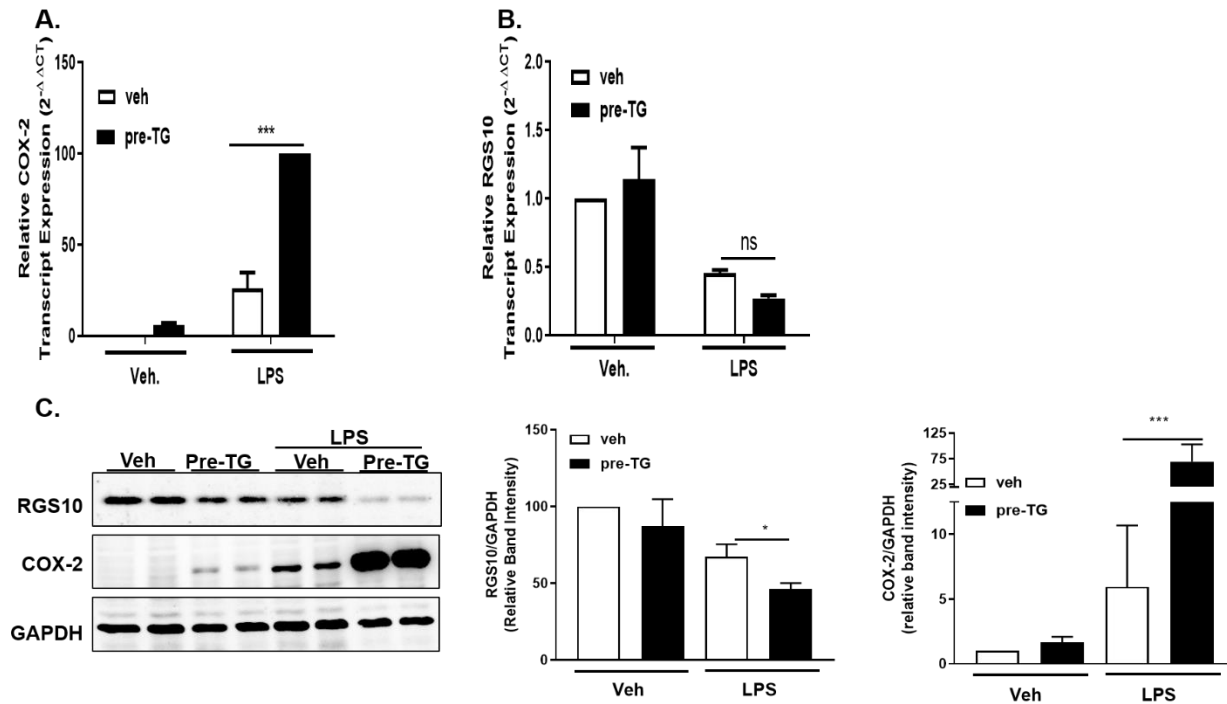 A.
Relative COX-2
Transcript Expression (2-Δ ΔCT)
150
100
50
0
veh
pre-TG
***
Veh.
LPS
B.
Relative RGS10
Transcript Expression (2-Δ ΔCT)
2.0
1.5
1.0
0.5
0.0
veh
pre-TG
ns
Veh.
LPS
C.
LPS
Veh Pre-TG Veh Pre-TG
RGS10
COX-2
GAPDH
RGS10/GAPDH
(Relative Band Intensity)
150
100
50
0
veh
pre-TG
*
Veh
LPS
COX-2/GAPDH
(relative band intensity)
125
75
25
10
5
0
veh
pre-TG
***
Veh
LPS